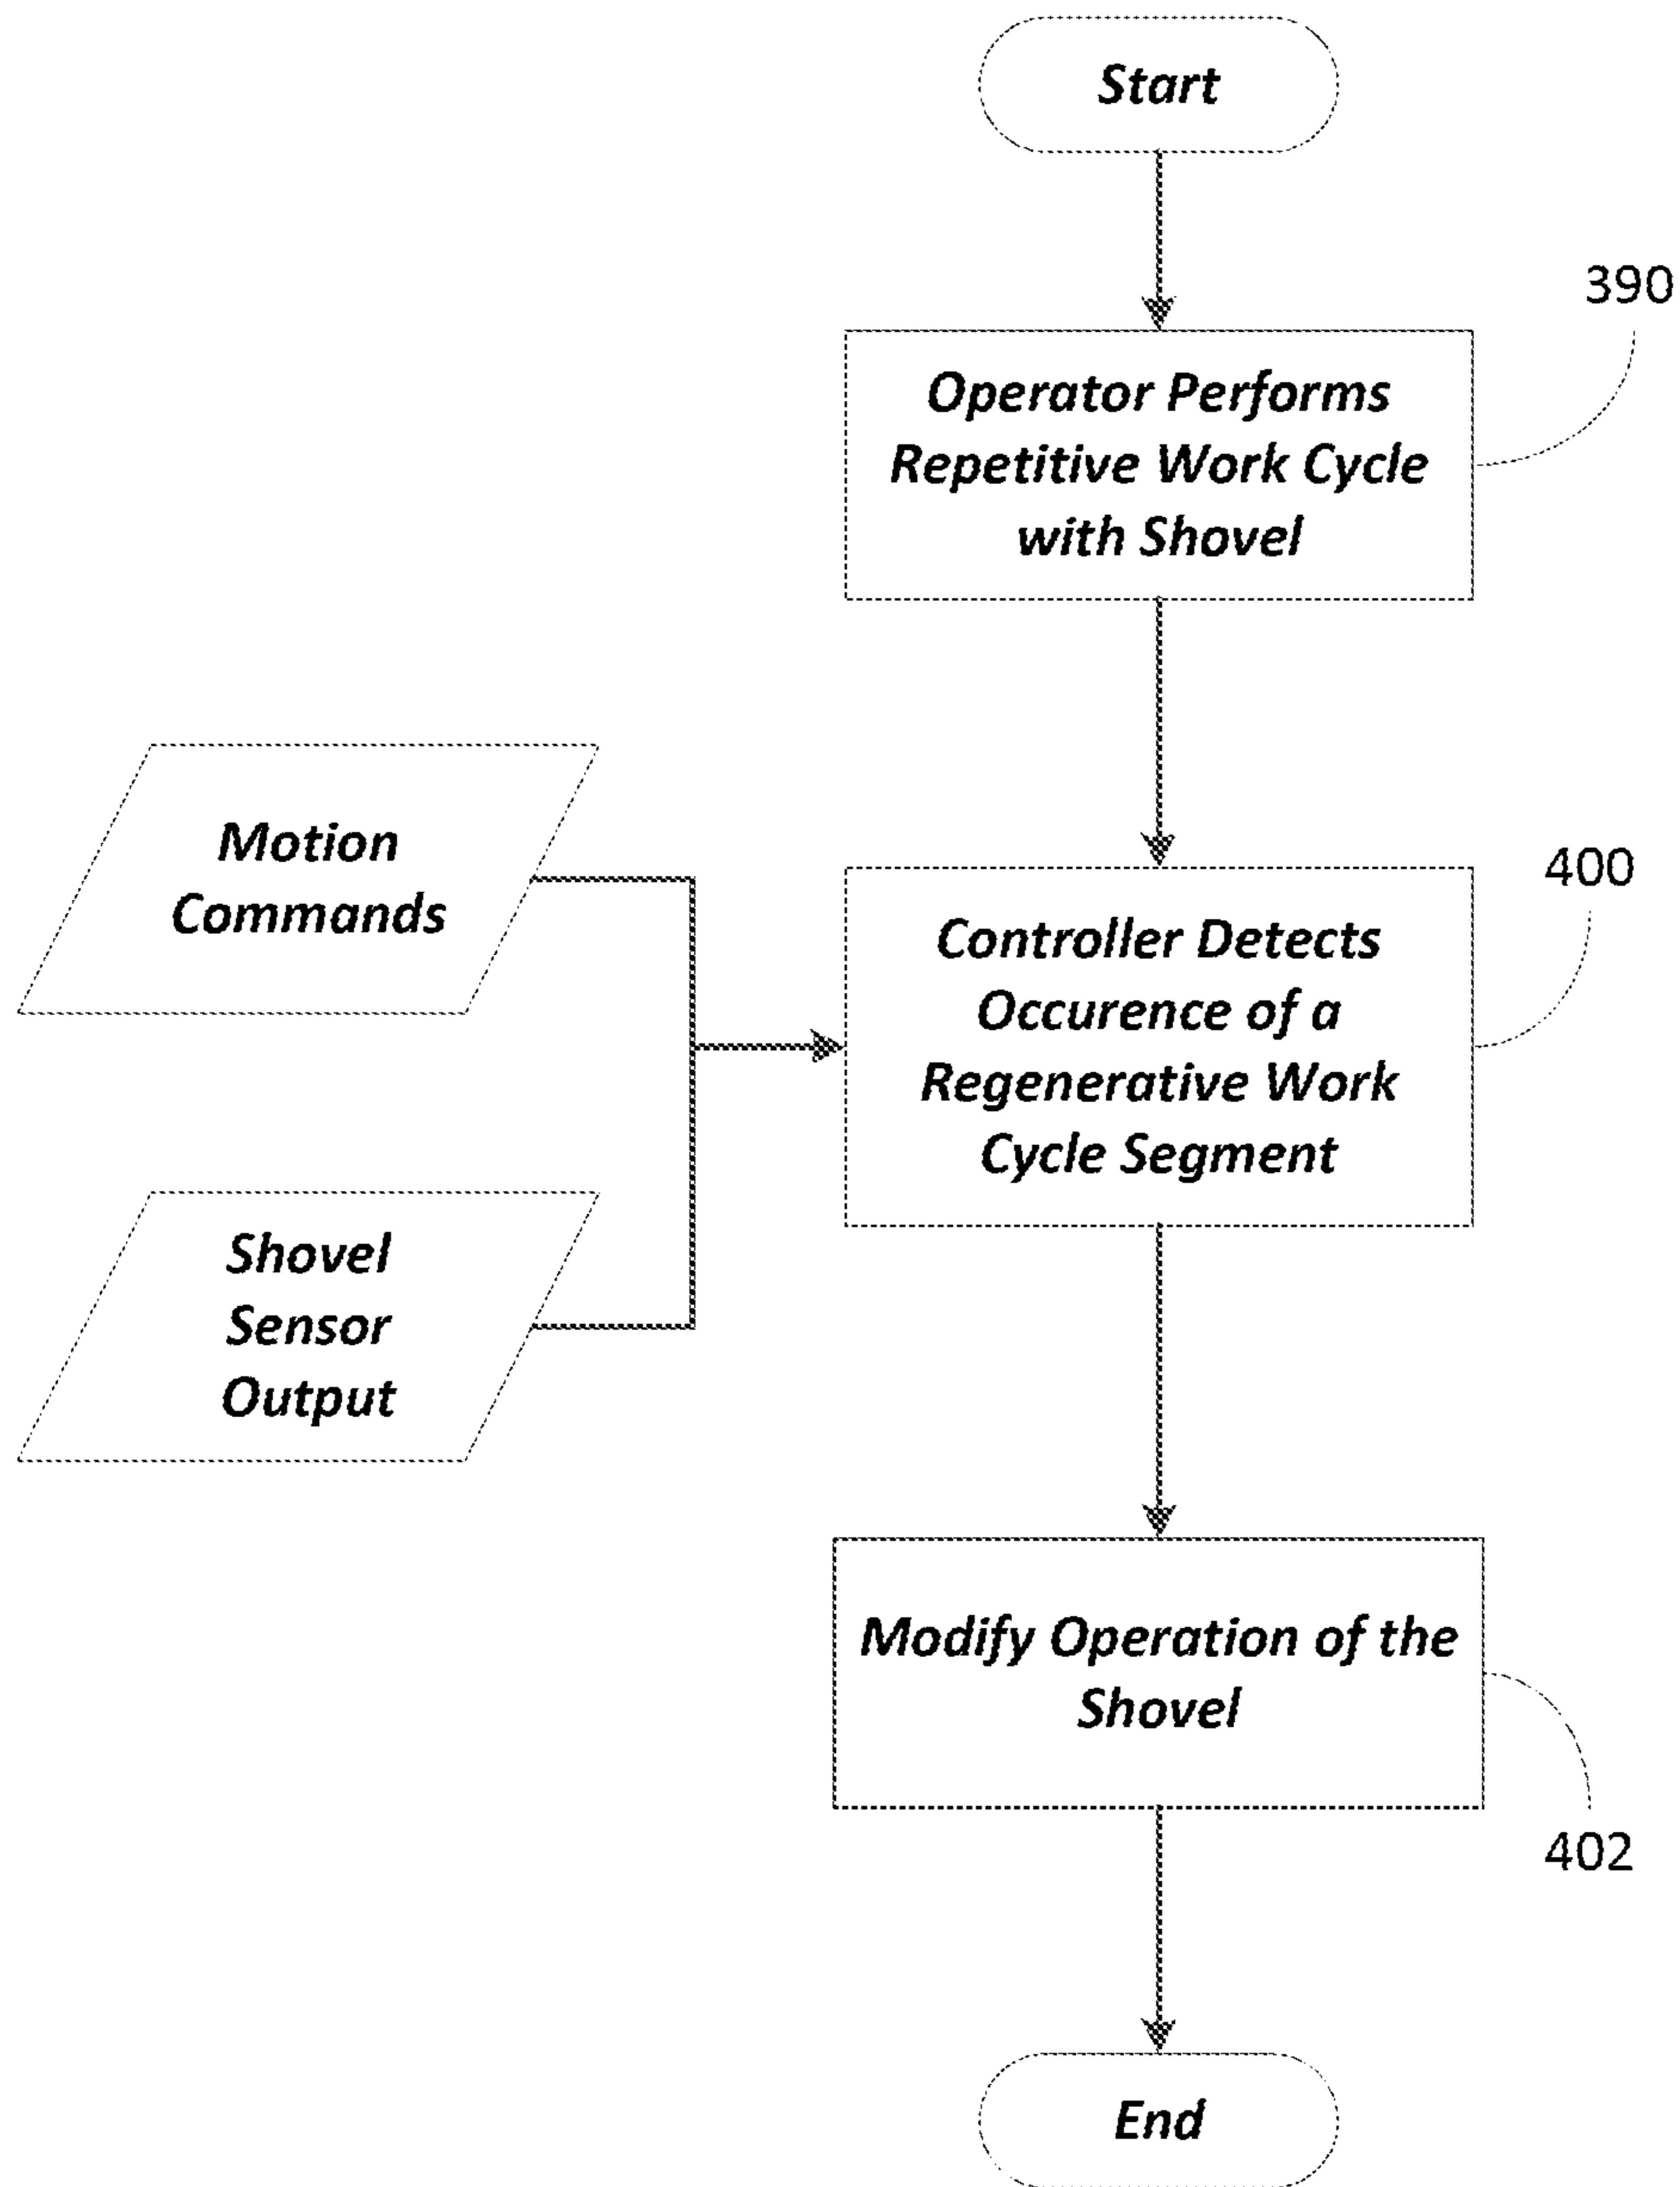 Start
390
Operator Performs
Repetitive Work Cycle
with Shovel
Motion
Commands
400
Controller Detects
Occurence of a
Regenerative Work
Cycle Segment
Shovel
Sensor
Output
Modify Operation of the
Shovel
402
End